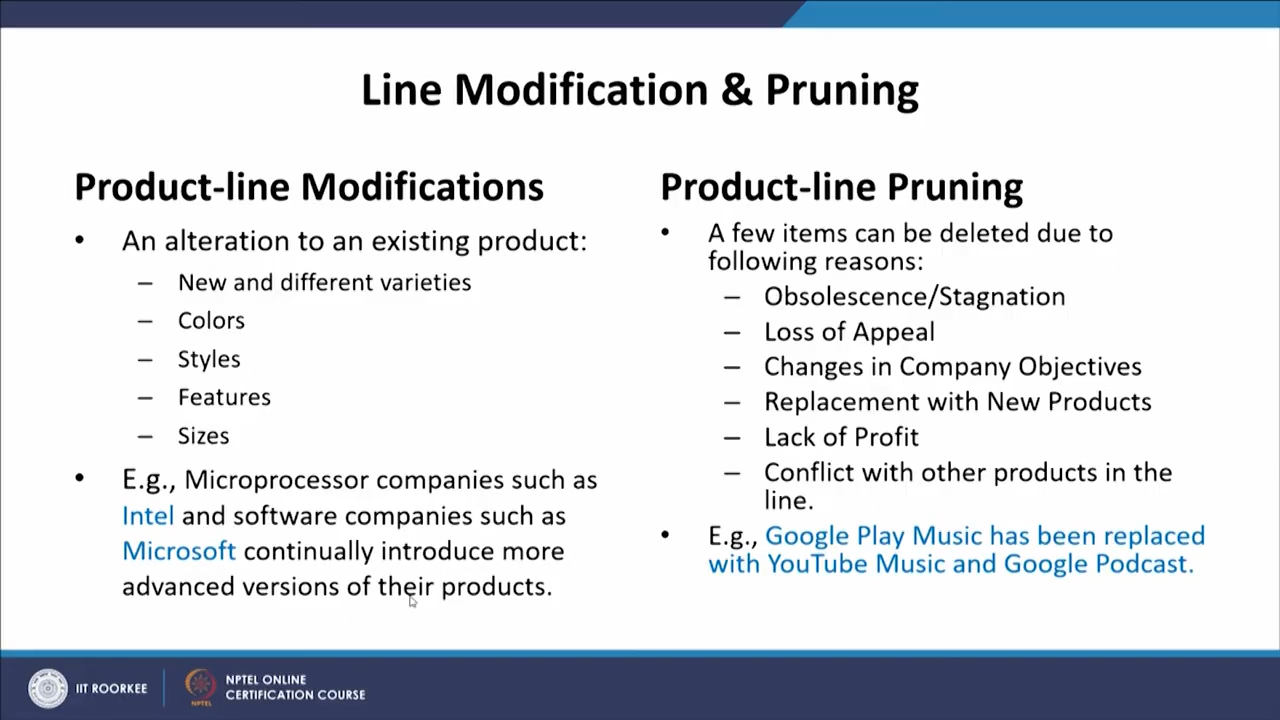 Line Modification & Pruning
Product-line Modifications
• An alteration to an existing product:
– New and different varieties
– Colors
– Styles
– Features
– Sizes
• E.g., Microprocessor companies such as
Intel and software companies such as
Microsoft continually introduce more
advanced versions of their products.
Product-line Pruning
• A few items can be deleted due to
following reasons:
– Obsolescence/Stagnation
– Loss of Appeal
– Changes in Company Objectives
– Replacement with New Products
– Lack of Profit
– Conflict with other products in the
line.
• E.g., Google Play Music has been replaced
with YouTube Music and Google Podcast.
IIT ROORKEE
NPTEL
NPTEL ONLINE
CERTIFICATION COURSE